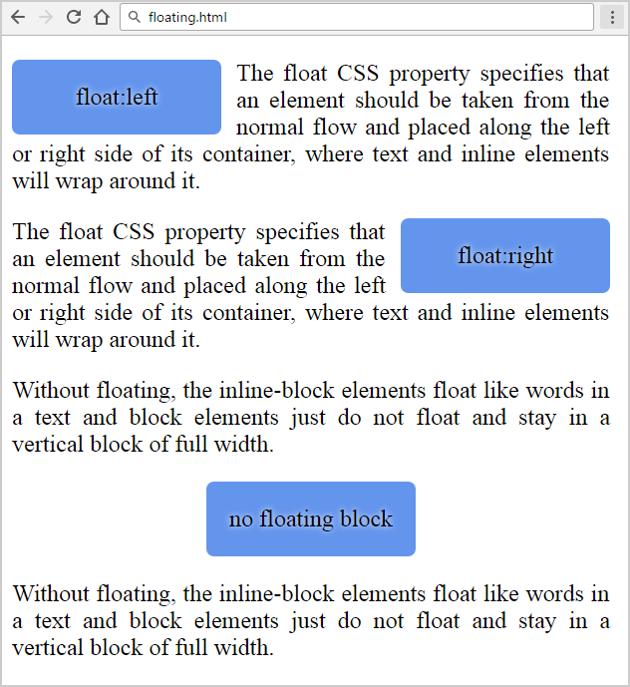 floating.html
float:left
The float CSS property specifies that
an element should be taken from the
normal flow and placed along the left
or right side of its container, where text and inline elements
will wrap around it.
The float CSS property specifies that
an element should be taken from the
normal flow and placed along the left
float:right
or right side of its container, where text and inline elements
will wrap around it.
Without floating, the inline-block elements float like words in
a text and block elements just do not float and stay in a
vertical block of full width.
no floating block
Without floating, the inline-block elements float like words in
a text and block elements just do not float and stay in a
vertical block of full width.